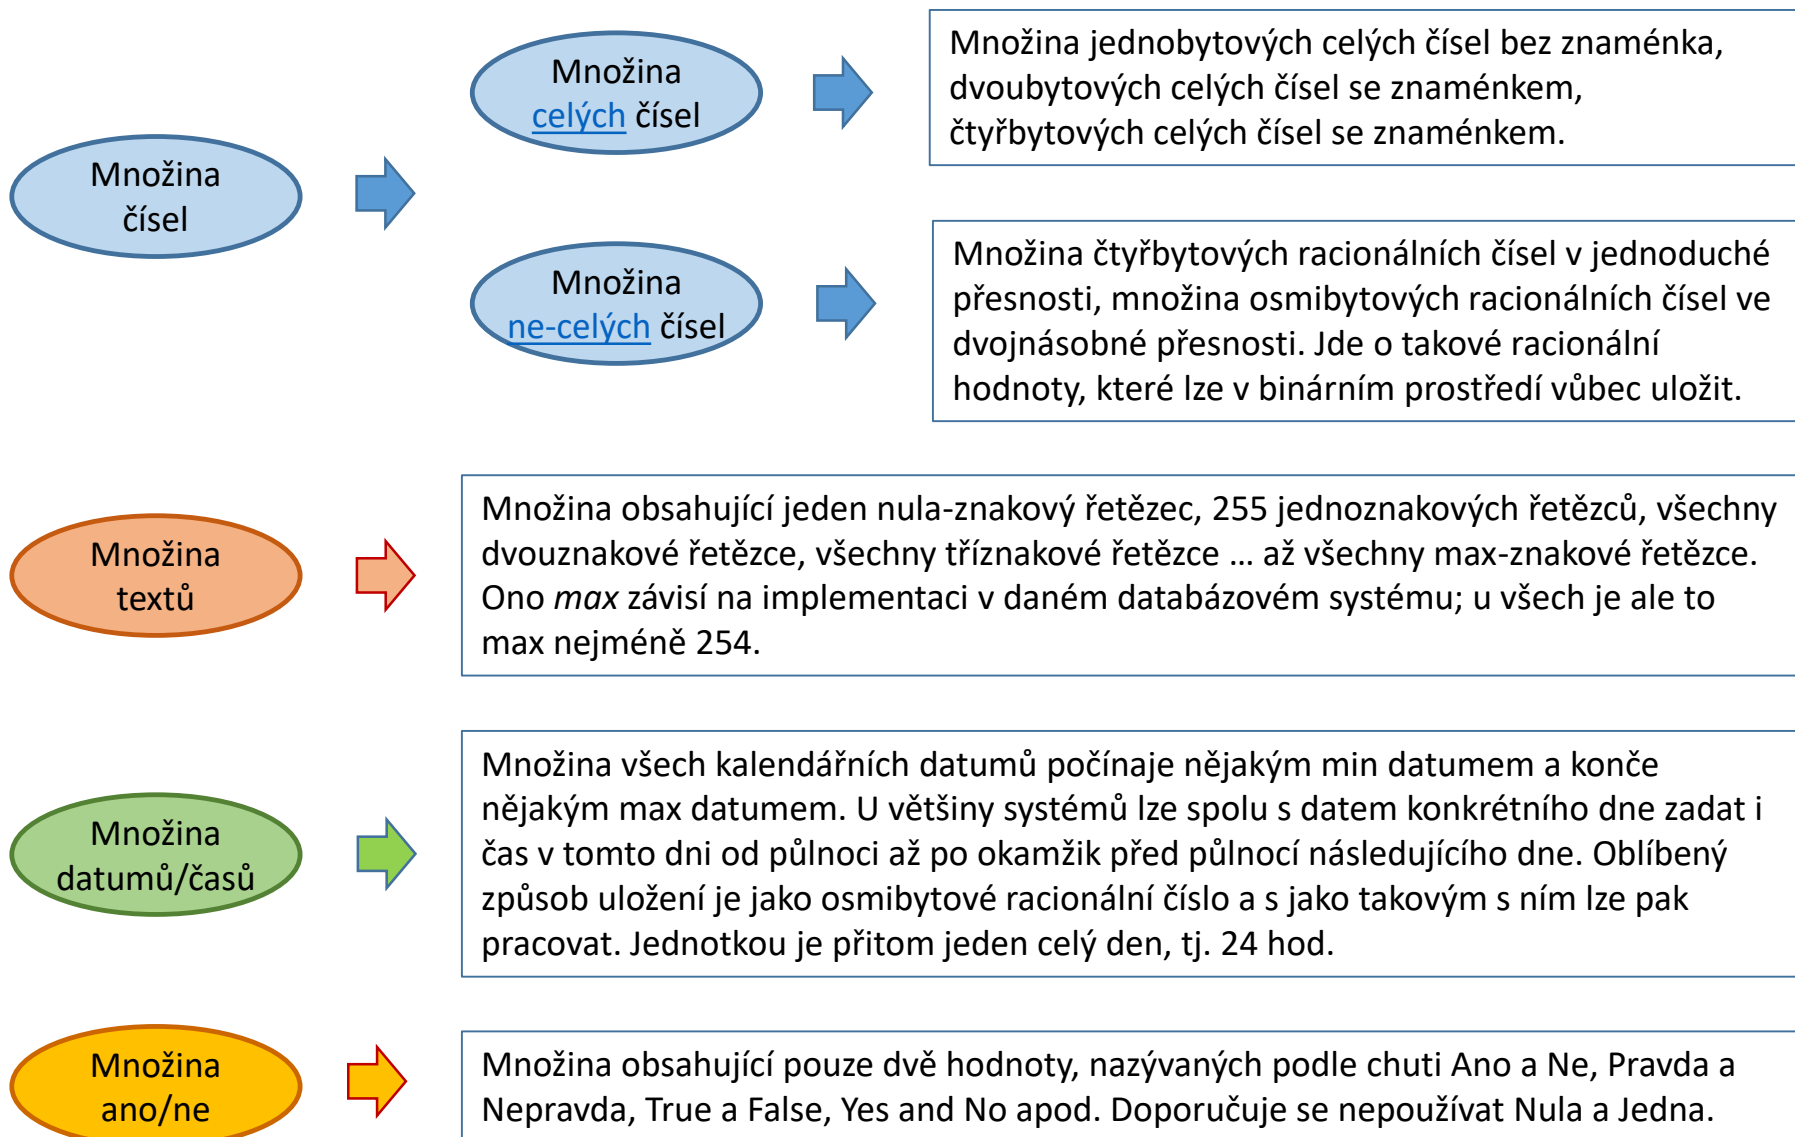 Množina
čísel
Množina
celých čísel
Množina jednobytových celých čísel bez znaménka,
dvoubytových celých čísel se znaménkem,
čtyřbytových celých čísel se znaménkem.
Množina
ne-celých čísel
Množina čtyřbytových racionálních čísel v jednoduché
přesnosti, množina osmibytových racionálních čísel ve
dvojnásobné přesnosti. Jde o takové racionální
hodnoty, které lze v binárním prostředí vůbec uložit.
Množina
textů
Množina obsahující jeden nula-znakový řetězec, 255 jednoznakových řetězců, všechny
dvouznakové řetězce, všechny tříznakové řetězce … až všechny max-znakové řetězce.
Ono max závisí na implementaci v daném databázovém systému; u všech je ale to
max nejméně 254.
Množina
datumů/časů
Množina všech kalendářních datumů počínaje nějakým min datumem a konče
nějakým max datumem. U většiny systémů lze spolu s datem konkrétního dne zadat i
čas v tomto dni od půlnoci až po okamžik před půlnocí následujícího dne. Oblíbený
způsob uložení je jako osmibytové racionální číslo a s jako takovým s ním lze pak
pracovat. Jednotkou je přitom jeden celý den, tj. 24 hod.
Množina
ano/ne
Množina obsahující pouze dvě hodnoty, nazývaných podle chuti Ano a Ne, Pravda a
Nepravda, True a False, Yes and No apod. Doporučuje se nepoužívat Nula a Jedna.